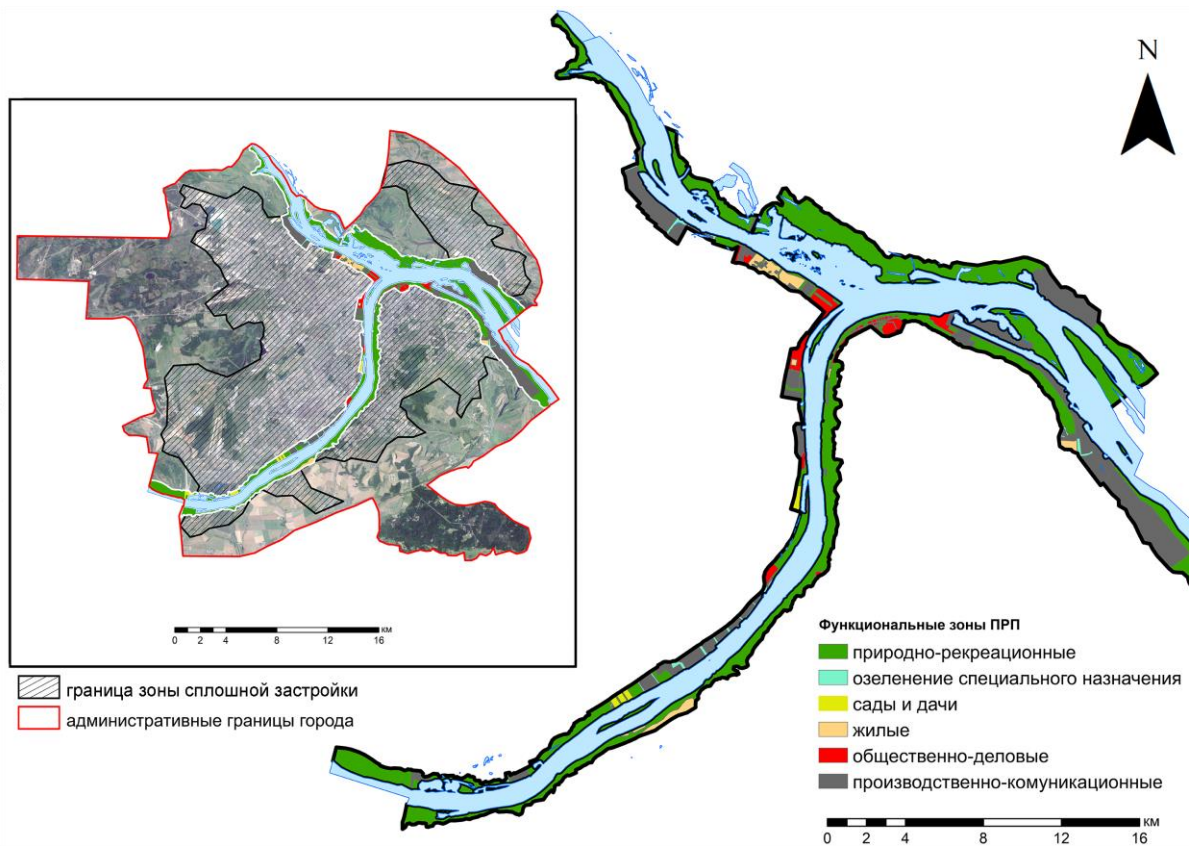 N
км
0 2 4 8 12 16
граница зоны сплошной застройки
административные границы города
Функциональные зоны ПРП
природно-рекреационные
озеленение специального назначения
сады и дачи
жилые
общественно-деловые
производственно-комуникационные
км
0 2 4 8 12 16